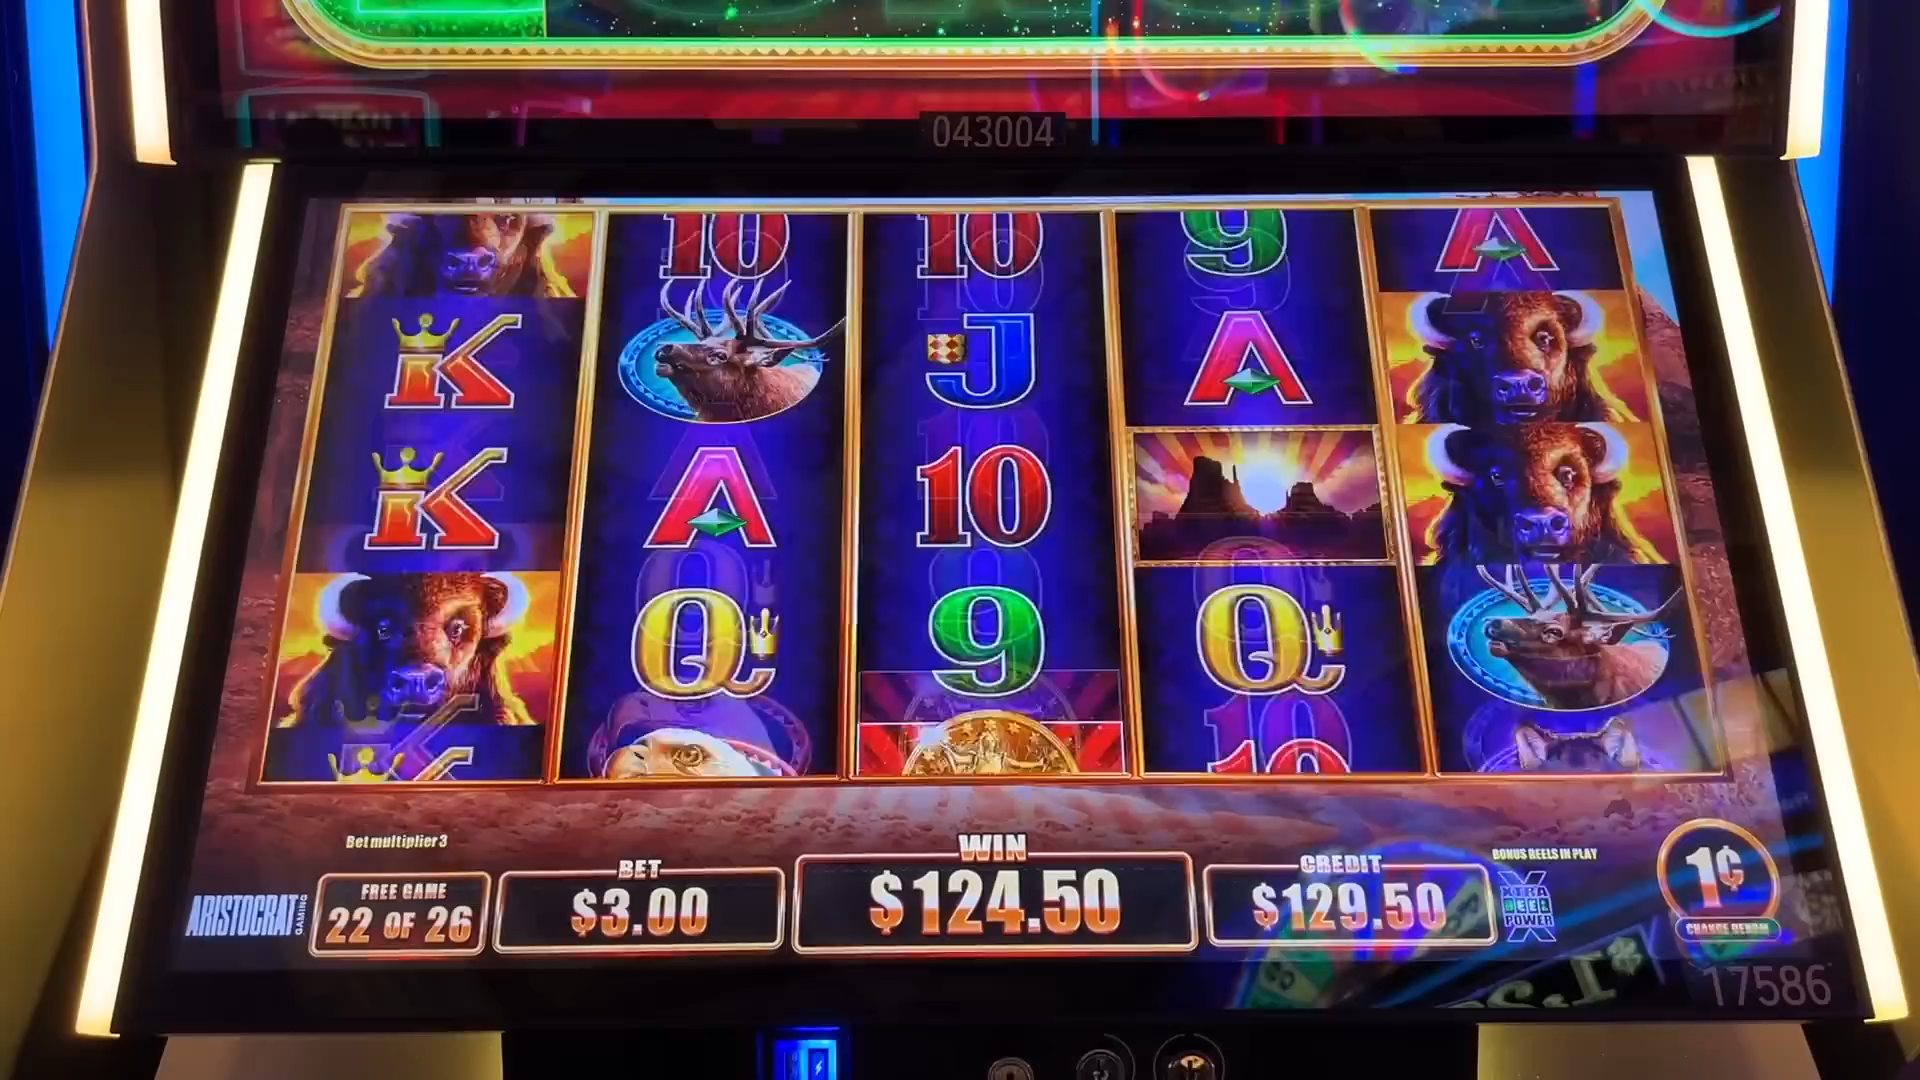 043004
10 10 9 A
K J A
K A 10
Q 9 Q
K 10
Bet multiplier 3
FREE GAME
22 OF 26
BET
$3.00
WIN
$124.50
CREDIT
$129.50
BONUS REELS IN PLAY
XTRA
REEL
POWER
X
1¢
CHANGE DENOM
ARISTOCRAT
GAMING
17586